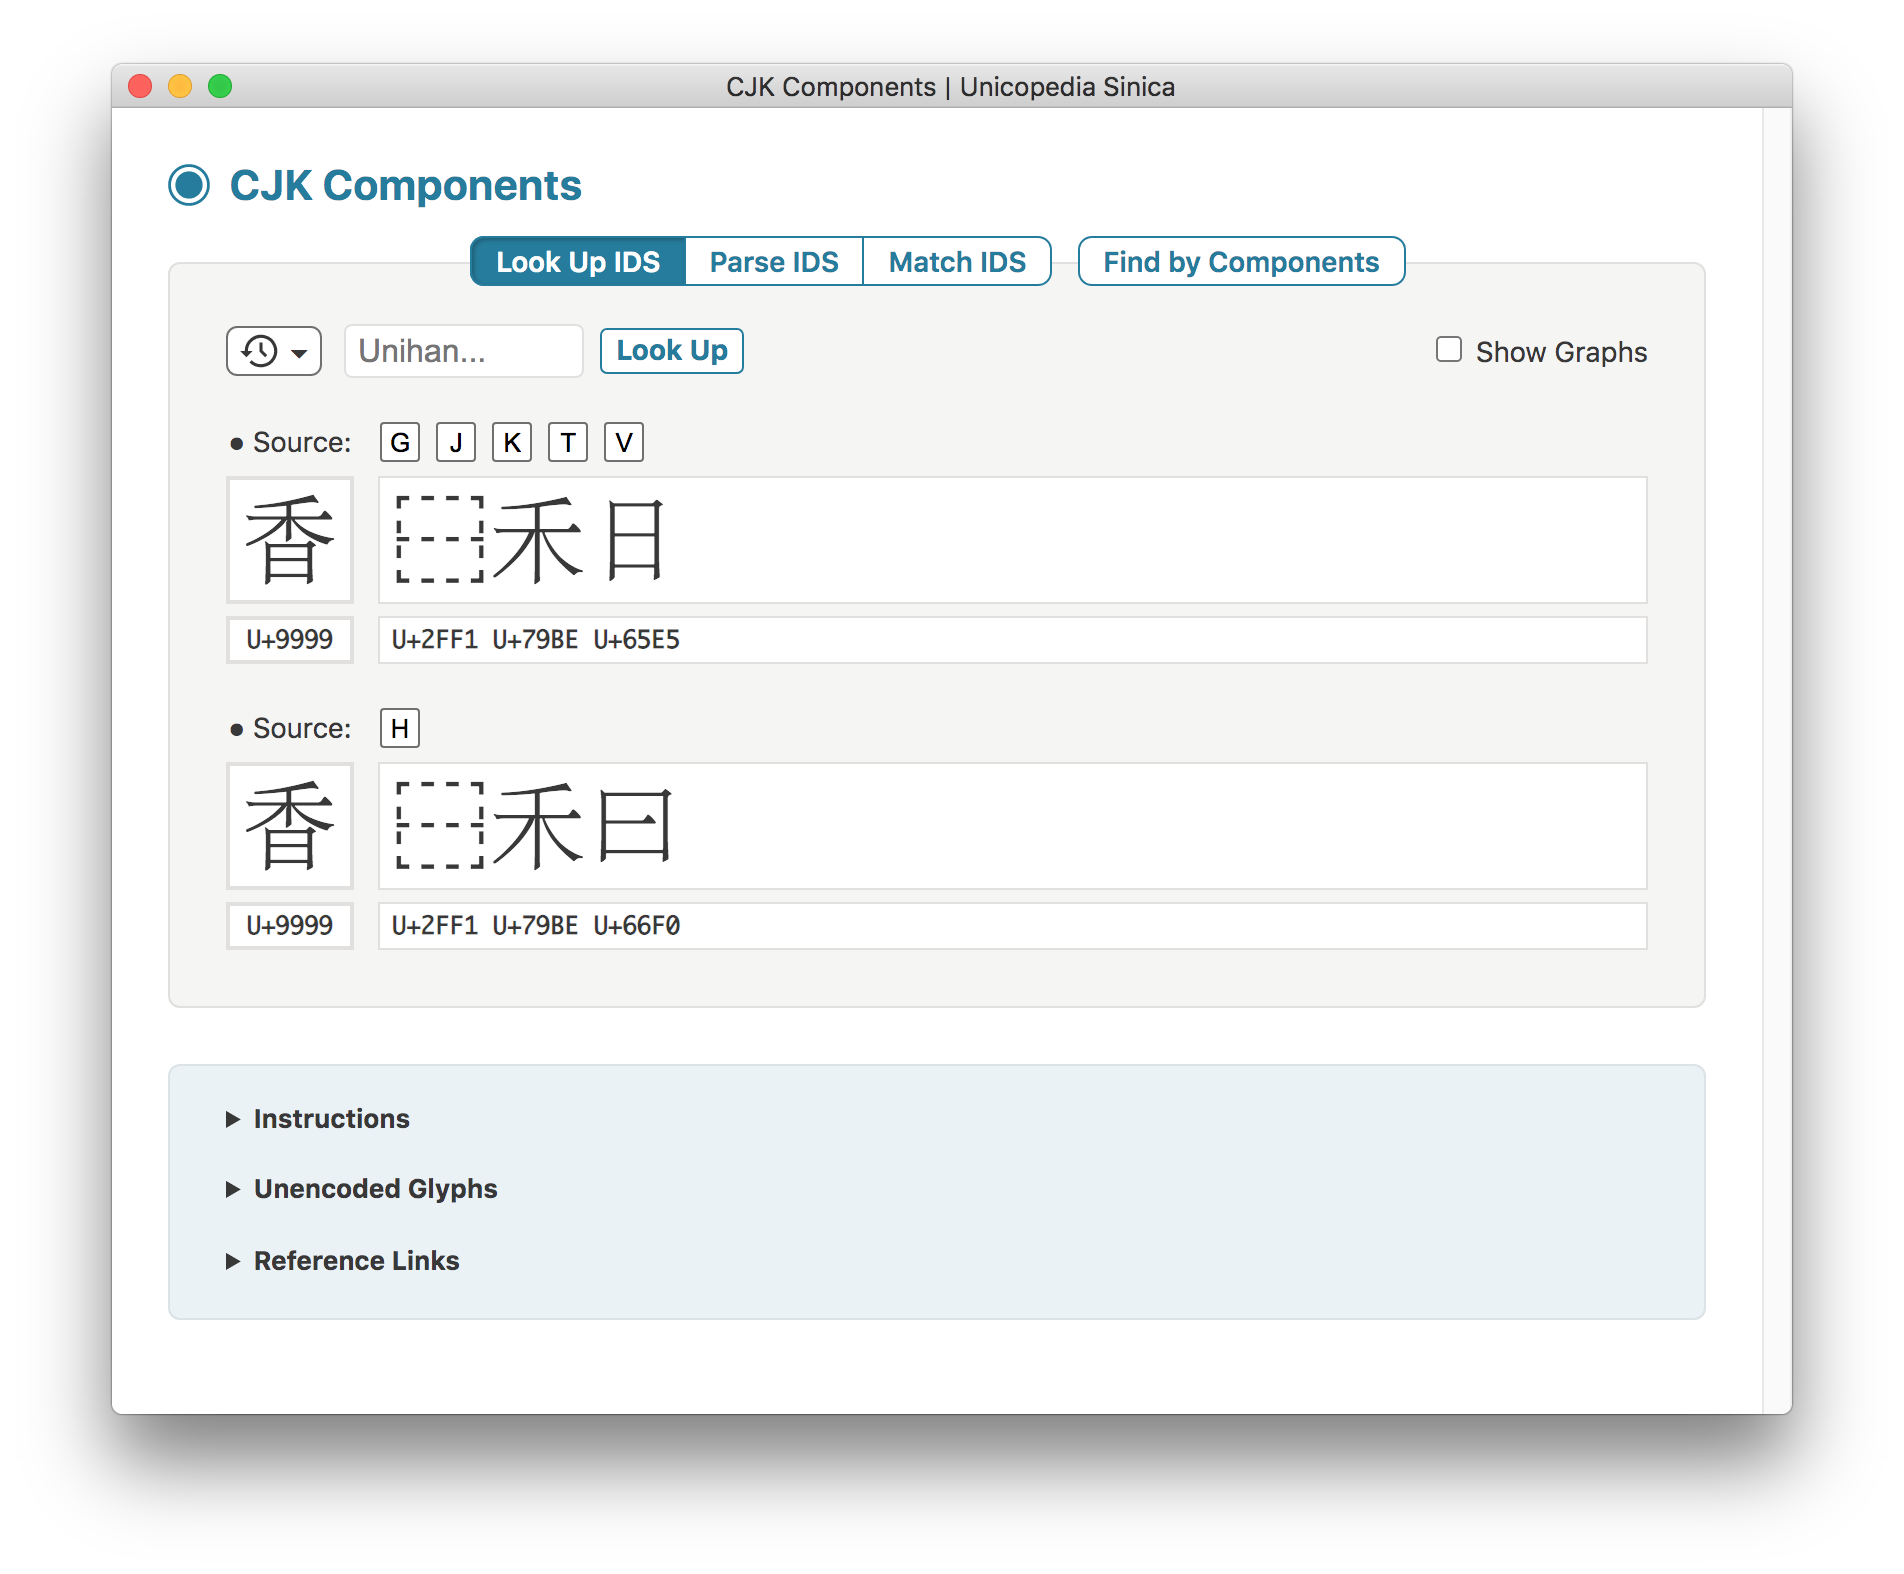 CJK Components | Unicopedia Sinica
CJK Components
Look Up IDS Parse IDS Match IDS Find by Components
Unihan... Look Up Show Graphs
● Source: G J K T V
香 ⿱禾日
U+9999 U+2FF1 U+79BE U+65E5
● Source: H
香 ⿱禾曰
U+9999 U+2FF1 U+79BE U+66F0
▶ Instructions
▶ Unencoded Glyphs
▶ Reference Links